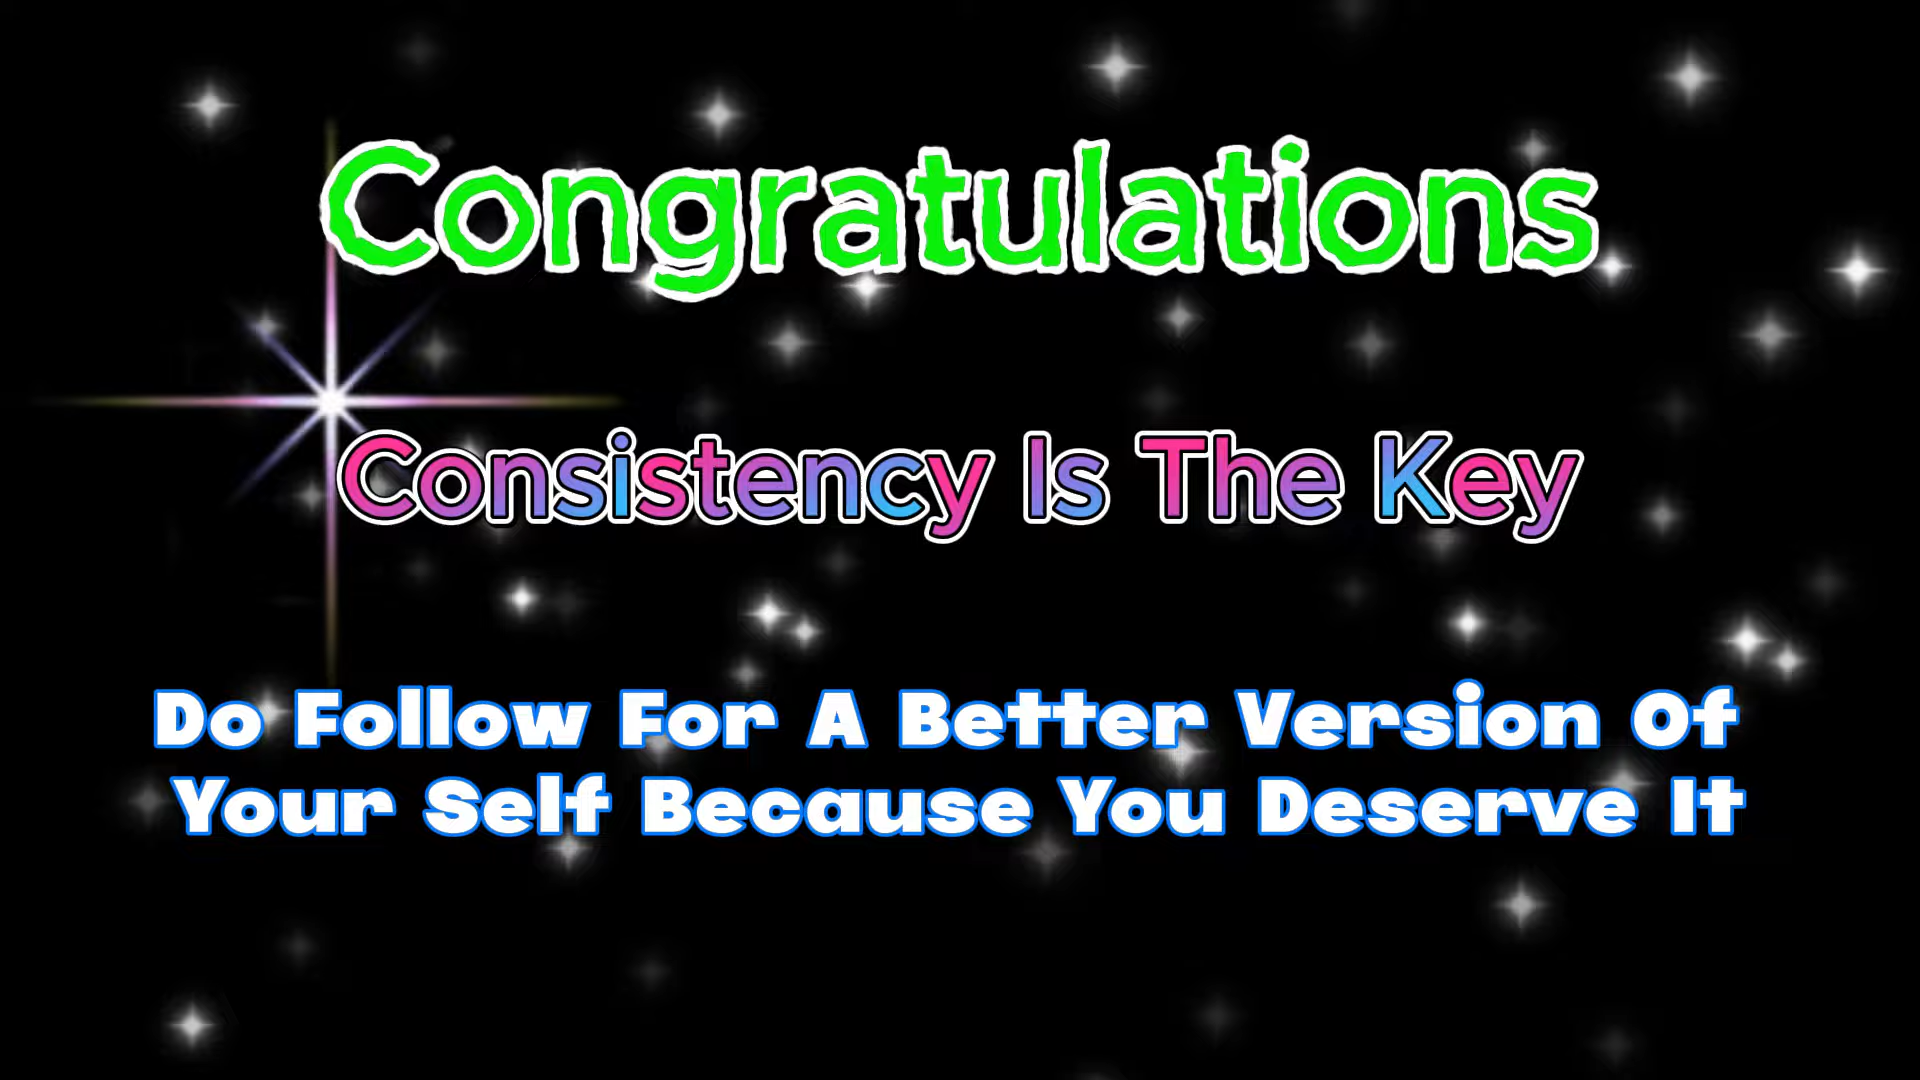 Congratulations
Consistency Is The Key
Do Follow For A Better Version Of
Your Self Because You Deserve It